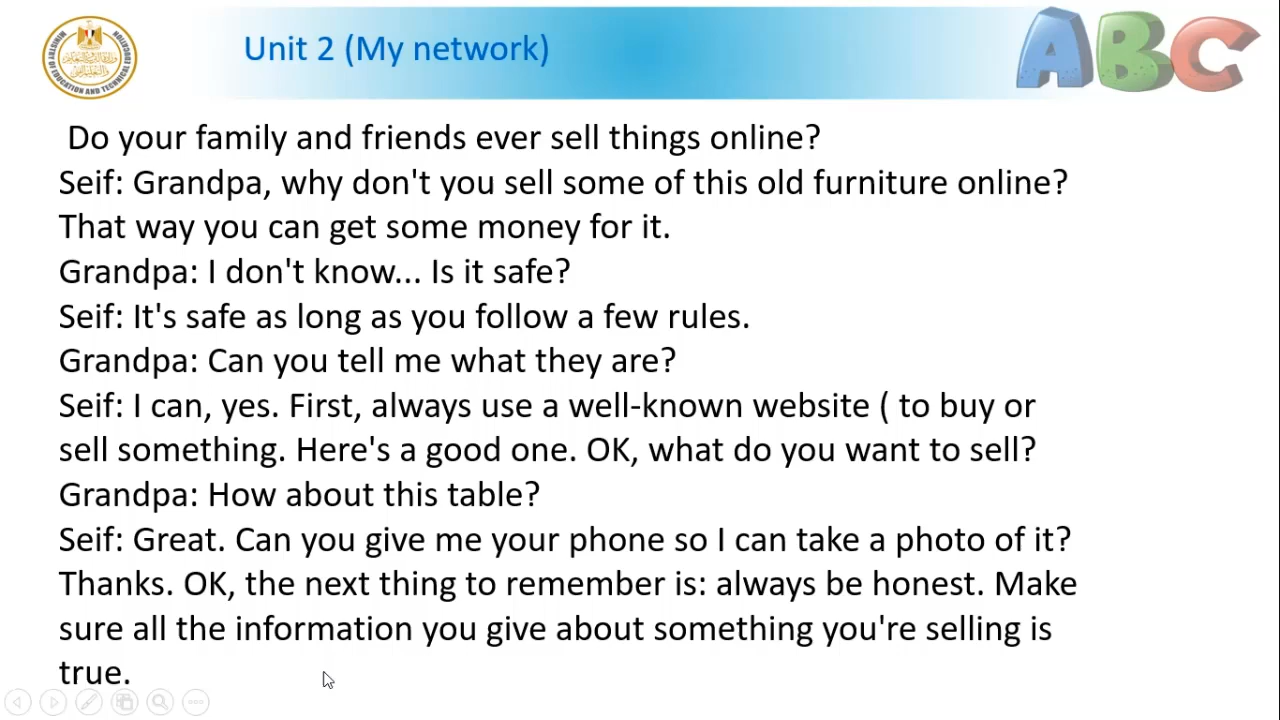 Unit 2 (My network)
ABC
MINISTRY OF EDUCATION AND TECHNICAL EDUCATION
Do your family and friends ever sell things online?
Seif: Grandpa, why don't you sell some of this old furniture online?
That way you can get some money for it.
Grandpa: I don't know... Is it safe?
Seif: It's safe as long as you follow a few rules.
Grandpa: Can you tell me what they are?
Seif: I can, yes. First, always use a well-known website ( to buy or
sell something. Here's a good one. OK, what do you want to sell?
Grandpa: How about this table?
Seif: Great. Can you give me your phone so I can take a photo of it?
Thanks. OK, the next thing to remember is: always be honest. Make
sure all the information you give about something you're selling is
true.